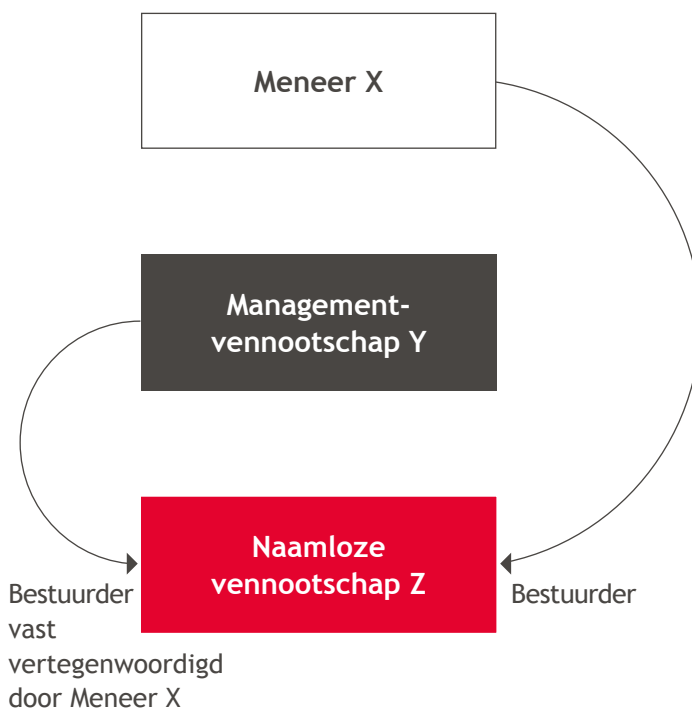 Meneer X
Management-
vennootschap Y
Naamloze
vennootschap Z
Bestuurder
vast
vertegenwoordigd
door Meneer X
Bestuurder